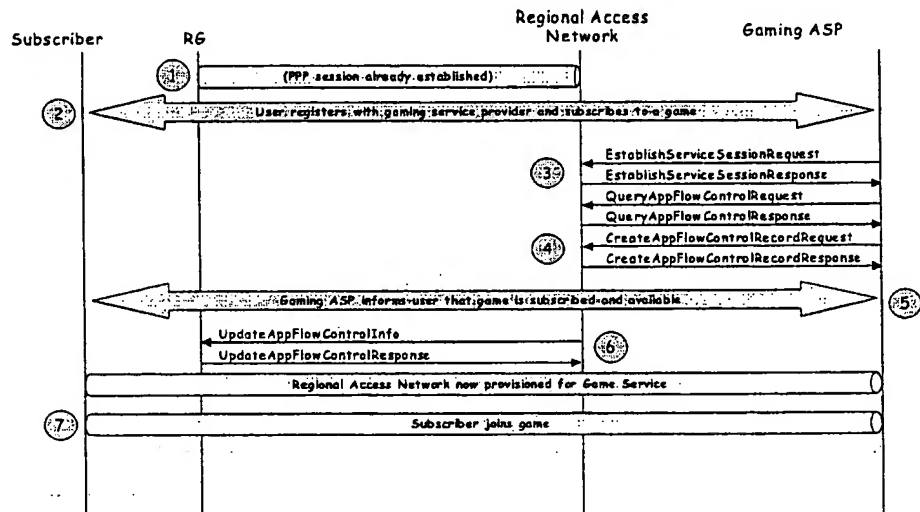 Subscriber
RG
Regional Access
Network
Gaming ASP
1
(PPP session already established)
2
User registers with gaming service provider and subscribes to a game
EstablishServiceSessionRequest
3
EstablishServiceSessionResponse
QueryAppFlowControlRequest
QueryAppFlowControlResponse
4
CreateAppFlowControlRecordRequest
CreateAppFlowControlRecordResponse
Gaming ASP informs user that game is subscribed and available
5
UpdateAppFlowControlInfo
6
UpdateAppFlowControlResponse
Regional Access Network now provisioned for Game Service
7
Subscriber joins game